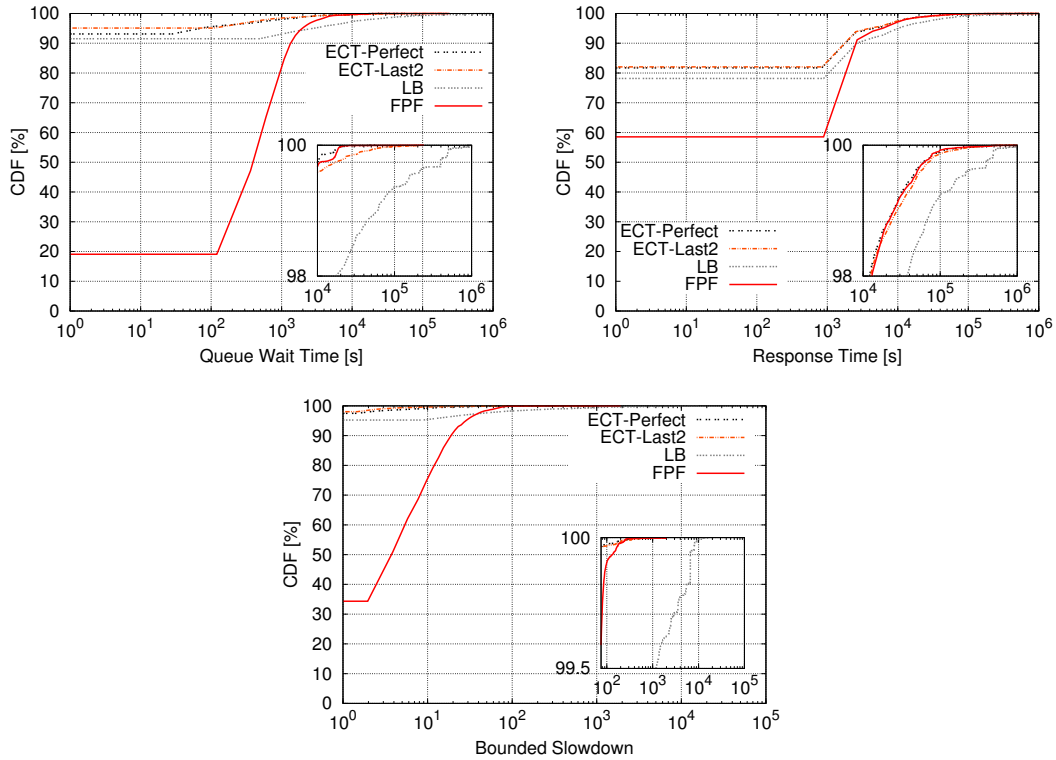 100
90
80
70
60
50
40
30
20
10
0
CDF [%]
ECT-Perfect
ECT-Last2
LB
FPF
100
98
10^4 10^5 10^6
10^0 10^1 10^2 10^3 10^4 10^5 10^6
Queue Wait Time [s]
100
90
80
70
60
50
40
30
20
10
0
CDF [%]
100
98
10^4 10^5 10^6
ECT-Perfect
ECT-Last2
LB
FPF
10^0 10^1 10^2 10^3 10^4 10^5 10^6
Response Time [s]
100
90
80
70
60
50
40
30
20
10
0
CDF [%]
ECT-Perfect
ECT-Last2
LB
FPF
100
99.5
10^2 10^3 10^4 10^5
10^0 10^1 10^2 10^3 10^4 10^5
Bounded Slowdown